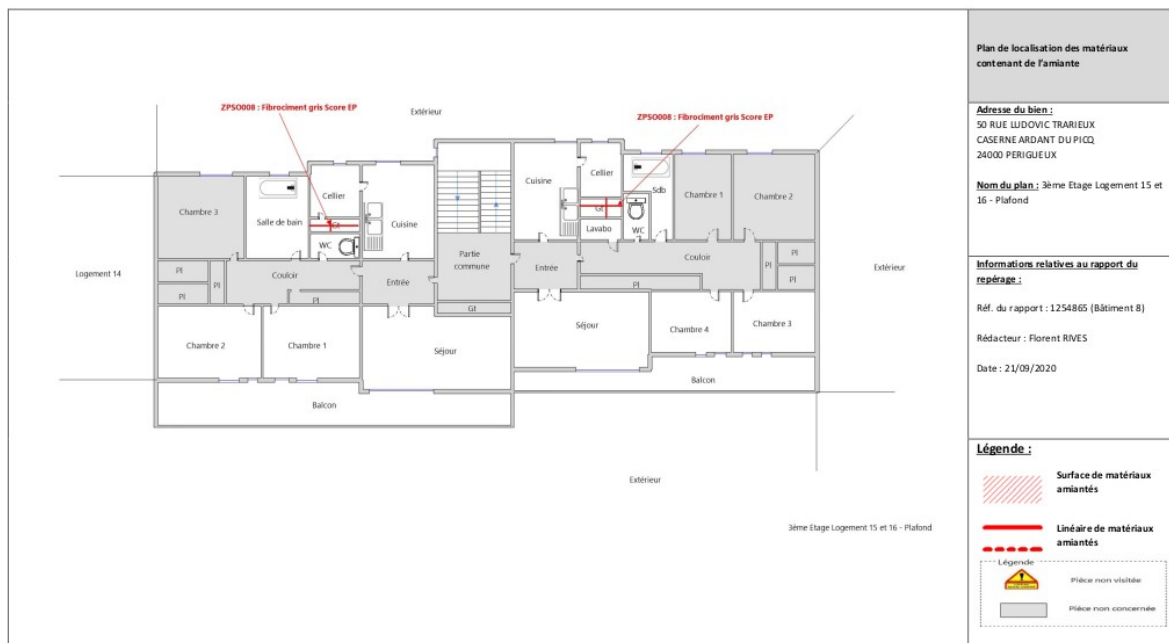 Plan de localisation des matériaux
contenant de l'amiante
Adresse du bien :
50 RUE LUDOVIC TRARIEUX
CASERNE ARDANT DU PICQ
24000 PERIGUEUX
Nom du plan : 3ème Etage Logement 15 et
16 - Plafond
Informations relatives au rapport du
repérage :
Réf. du rapport : 1254865 (Bâtiment 8)
Rédacteur : Florent RIVES
Date : 21/09/2020
Légende :
Surface de matériaux
amiantés
Linéaire de matériaux
amiantés
Légende
Pièce non visitée
Pièce non concernée
ZPSO008 : Fibrociment gris Score EP
Extérieur
ZPSO008 : Fibrociment gris Score EP
Cellier
Cuisine
Cellier
Sdb
Chambre 1
Chambre 2
Chambre 3
Salle de bain
Gt
Cuisine
Gt
WC
Lavabo
WC
Partie
commune
Logement 14
Pl
Pl
Pl
Couloir
Pl
Entrée
Entrée
Couloir
Pl
Pl
Pl
Pl
Extérieur
Gt
Chambre 2
Chambre 1
Séjour
Séjour
Chambre 4
Chambre 3
Balcon
Balcon
Extérieur
3éme Etage Logement 15 et 16 - Plafond